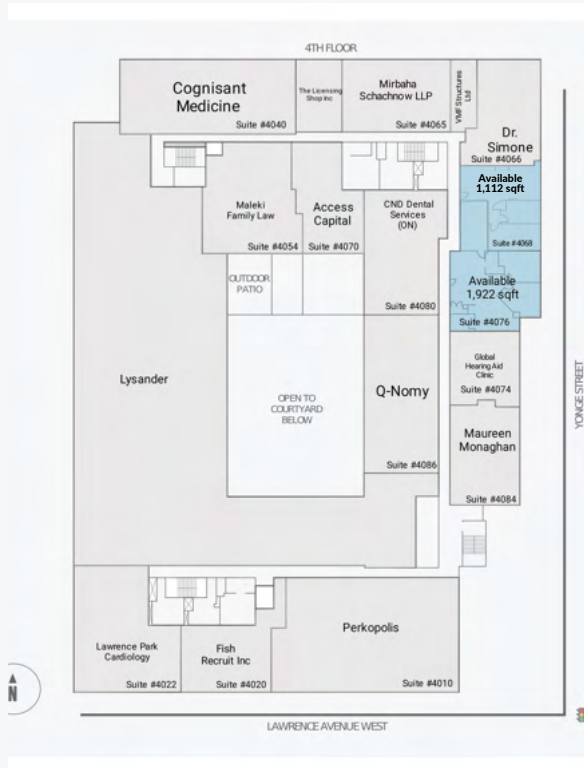 4TH FLOOR
Cognisant
Medicine
Suite #4040
The Licensing
Shop Inc
Mirbaha
Schachnow LLP
Suite #4065
VMF Structures
Ltd
Dr.
Simone
Suite #4066
Available
1,112 sqft
Suite #4068
Maleki
Family Law
Suite #4054
Access
Capital
Suite #4070
CND Dental
Services
(ON)
Suite #4080
Available
1,922 sqft
Suite #4076
OUTDOOR
PATIO
Lysander
OPEN TO
COURTYARD
BELOW
Q-Nomy
Suite #4086
Global
Hearing Aid
Clinic
Suite #4074
Maureen
Monaghan
Suite #4084
YONGE STREET
Lawrence Park
Cardiology
Suite #4022
Fish
Recruit Inc
Suite #4020
Perkopolis
Suite #4010
N
LAWRENCE AVENUE WEST